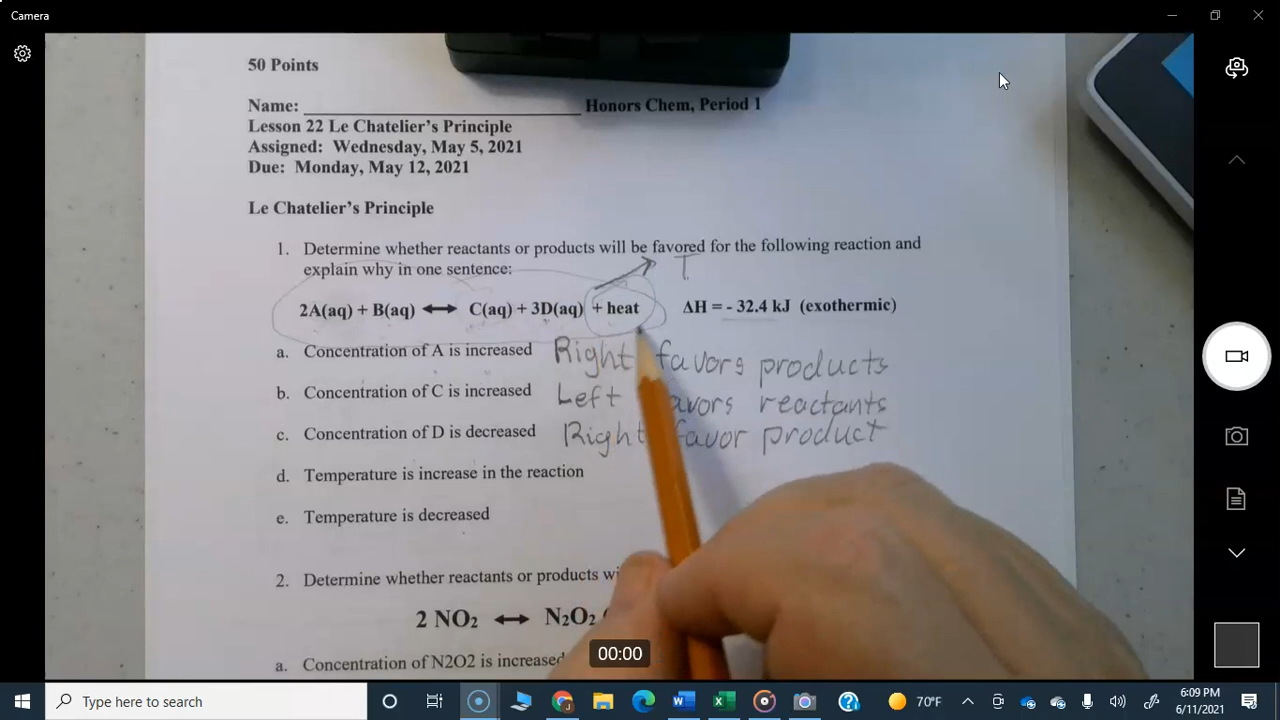 Camera
50 Points
Name: ____________________ Honors Chem, Period 1
Lesson 22 Le Chatelier's Principle
Assigned: Wednesday, May 5, 2021
Due: Monday, May 12, 2021
Le Chatelier's Principle
1. Determine whether reactants or products will be favored for the following reaction and
explain why in one sentence:
T
2A(aq) + B(aq) ⟷ C(aq) + 3D(aq) + heat ΔH = - 32.4 kJ (exothermic)
a. Concentration of A is increased Right favors products
b. Concentration of C is increased Left favors reactants
c. Concentration of D is decreased Right favor product
d. Temperature is increase in the reaction
e. Temperature is decreased
2. Determine whether reactants or products
2 NO₂ ⟷ N₂O₂
a. Concentration of N2O2 is increased
00:00
Type here to search
70°F
6:09 PM
6/11/2021